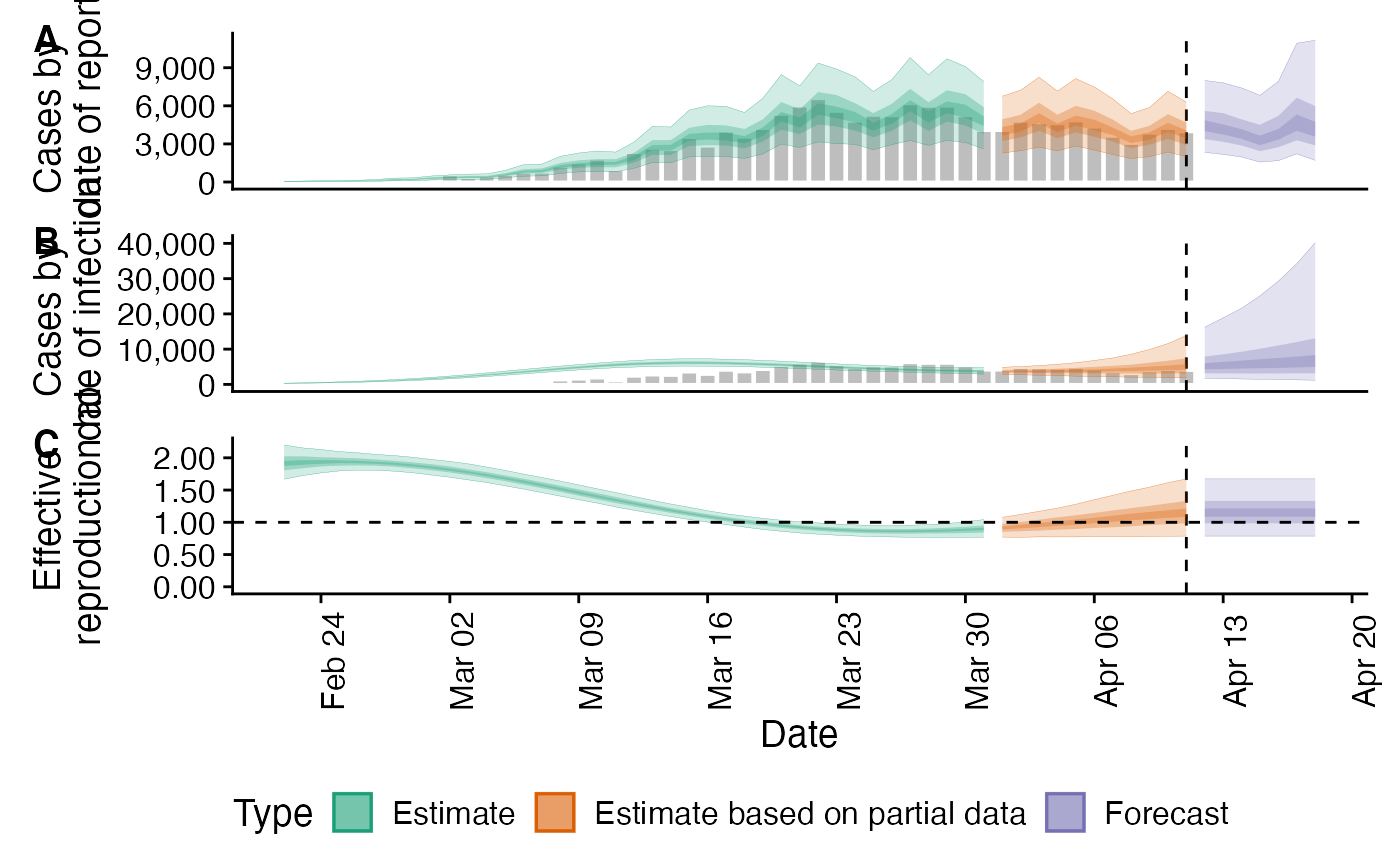 A
Cases by
date of report
9,000
6,000
3,000
0
B
Cases by
date of infection
40,000
30,000
20,000
10,000
0
C
Effective
reproduction no.
2.00
1.50
1.00
0.50
0.00
Feb 24
Mar 02
Mar 09
Mar 16
Mar 23
Mar 30
Apr 06
Apr 13
Apr 20
Date
Type
Estimate
Estimate based on partial data
Forecast